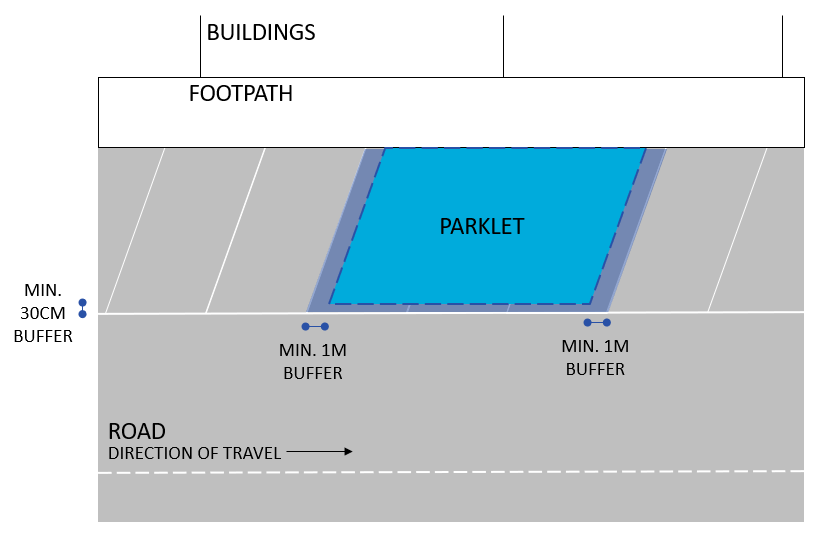 BUILDINGS
FOOTPATH
PARKLET
MIN.
30CM
BUFFER
MIN. 1M
BUFFER
MIN. 1M
BUFFER
ROAD
DIRECTION OF TRAVEL